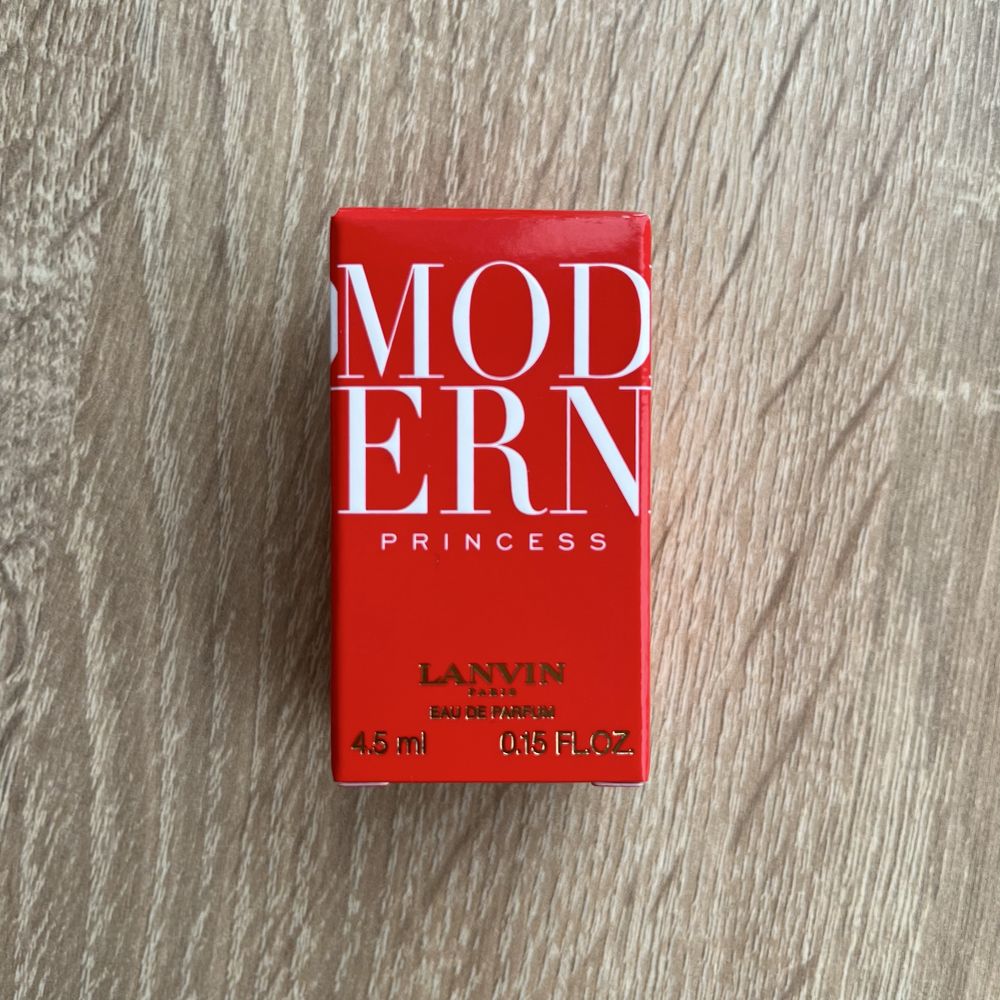 MOD
ERN
PRINCESS
LANVIN
PARIS
EAU DE PARFUM
4.5 ml 0.15 FL.OZ.